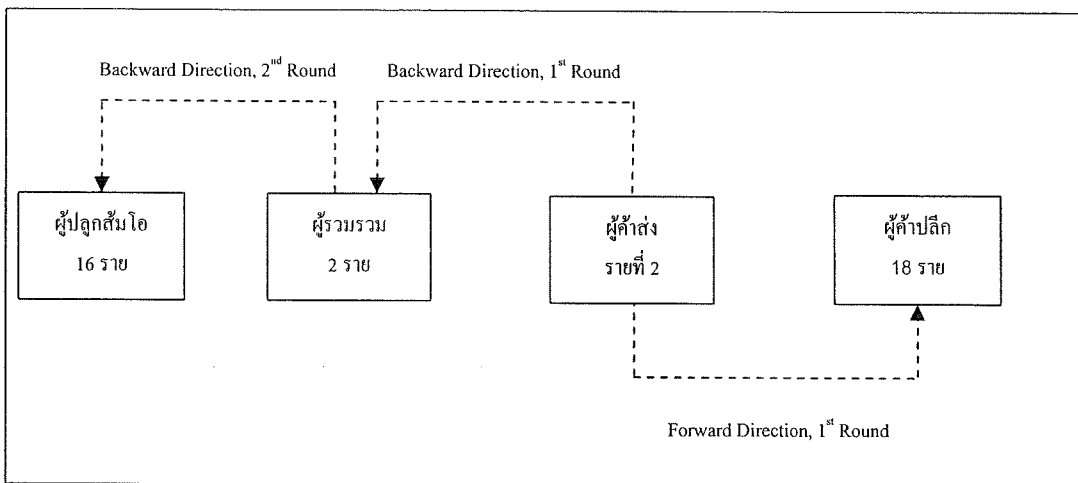 Backward Direction, 2nd Round
Backward Direction, 1st Round
ผู้ปลูกส้มโอ
16 ราย
ผู้รวมรวม
2 ราย
ผู้ค้าส่ง
รายที่ 2
ผู้ค้าปลีก
18 ราย
Forward Direction, 1st Round